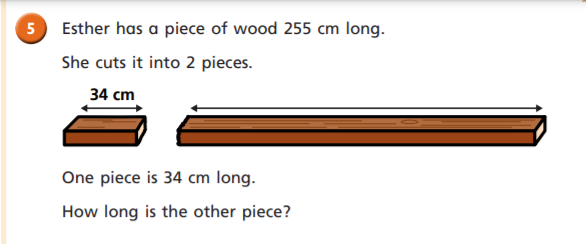 5 Esther has a piece of wood 255 cm long.
She cuts it into 2 pieces.
34 cm
One piece is 34 cm long.
How long is the other piece?